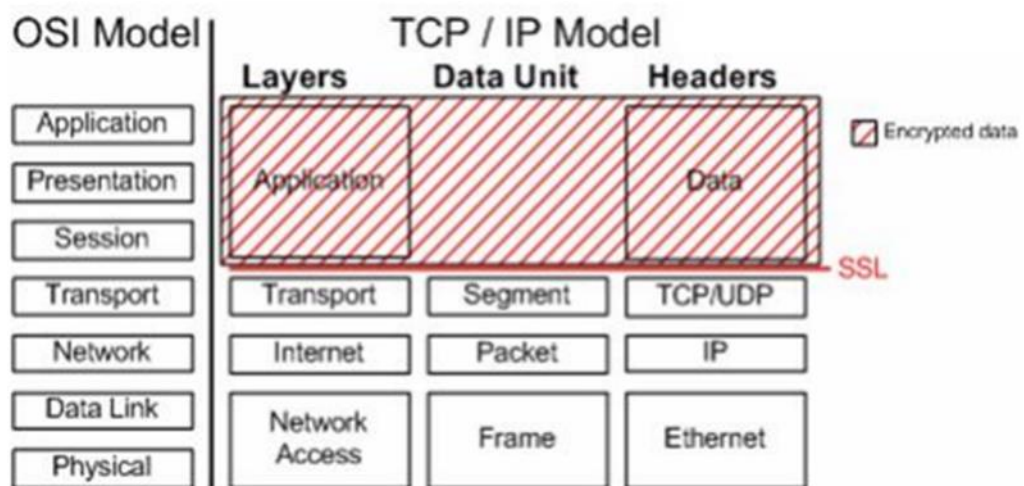 OSI Model
TCP / IP Model
Layers
Data Unit
Headers
Application
Presentation
Session
Transport
Network
Data Link
Physical
Application
Data
Encrypted data
SSL
Transport
Segment
TCP/UDP
Internet
Packet
IP
Network
Access
Frame
Ethernet